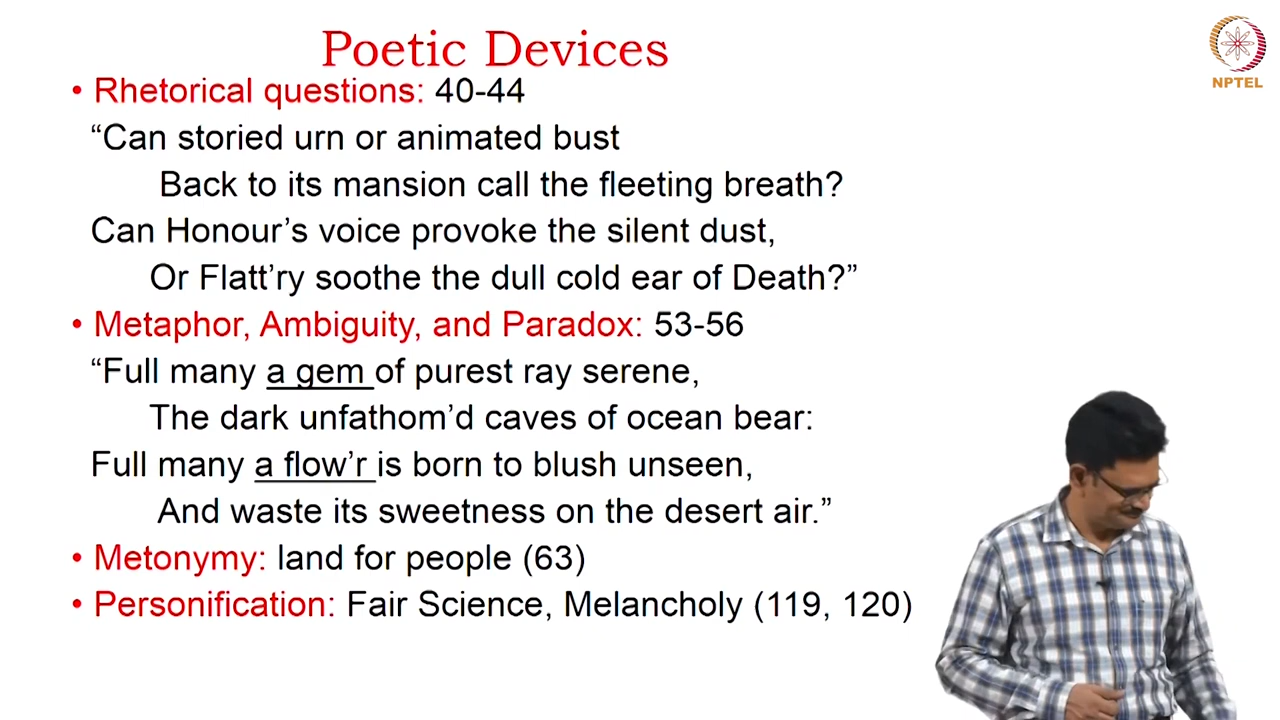 Poetic Devices
NPTEL
• Rhetorical questions: 40-44
“Can storied urn or animated bust
Back to its mansion call the fleeting breath?
Can Honour’s voice provoke the silent dust,
Or Flatt’ry soothe the dull cold ear of Death?”
• Metaphor, Ambiguity, and Paradox: 53-56
“Full many a gem of purest ray serene,
The dark unfathom’d caves of ocean bear:
Full many a flow’r is born to blush unseen,
And waste its sweetness on the desert air.”
• Metonymy: land for people (63)
• Personification: Fair Science, Melancholy (119, 120)